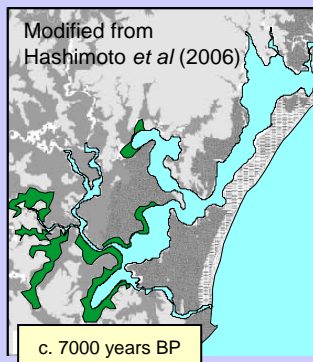 Modified from
Hashimoto et al (2006)
c. 7000 years BP